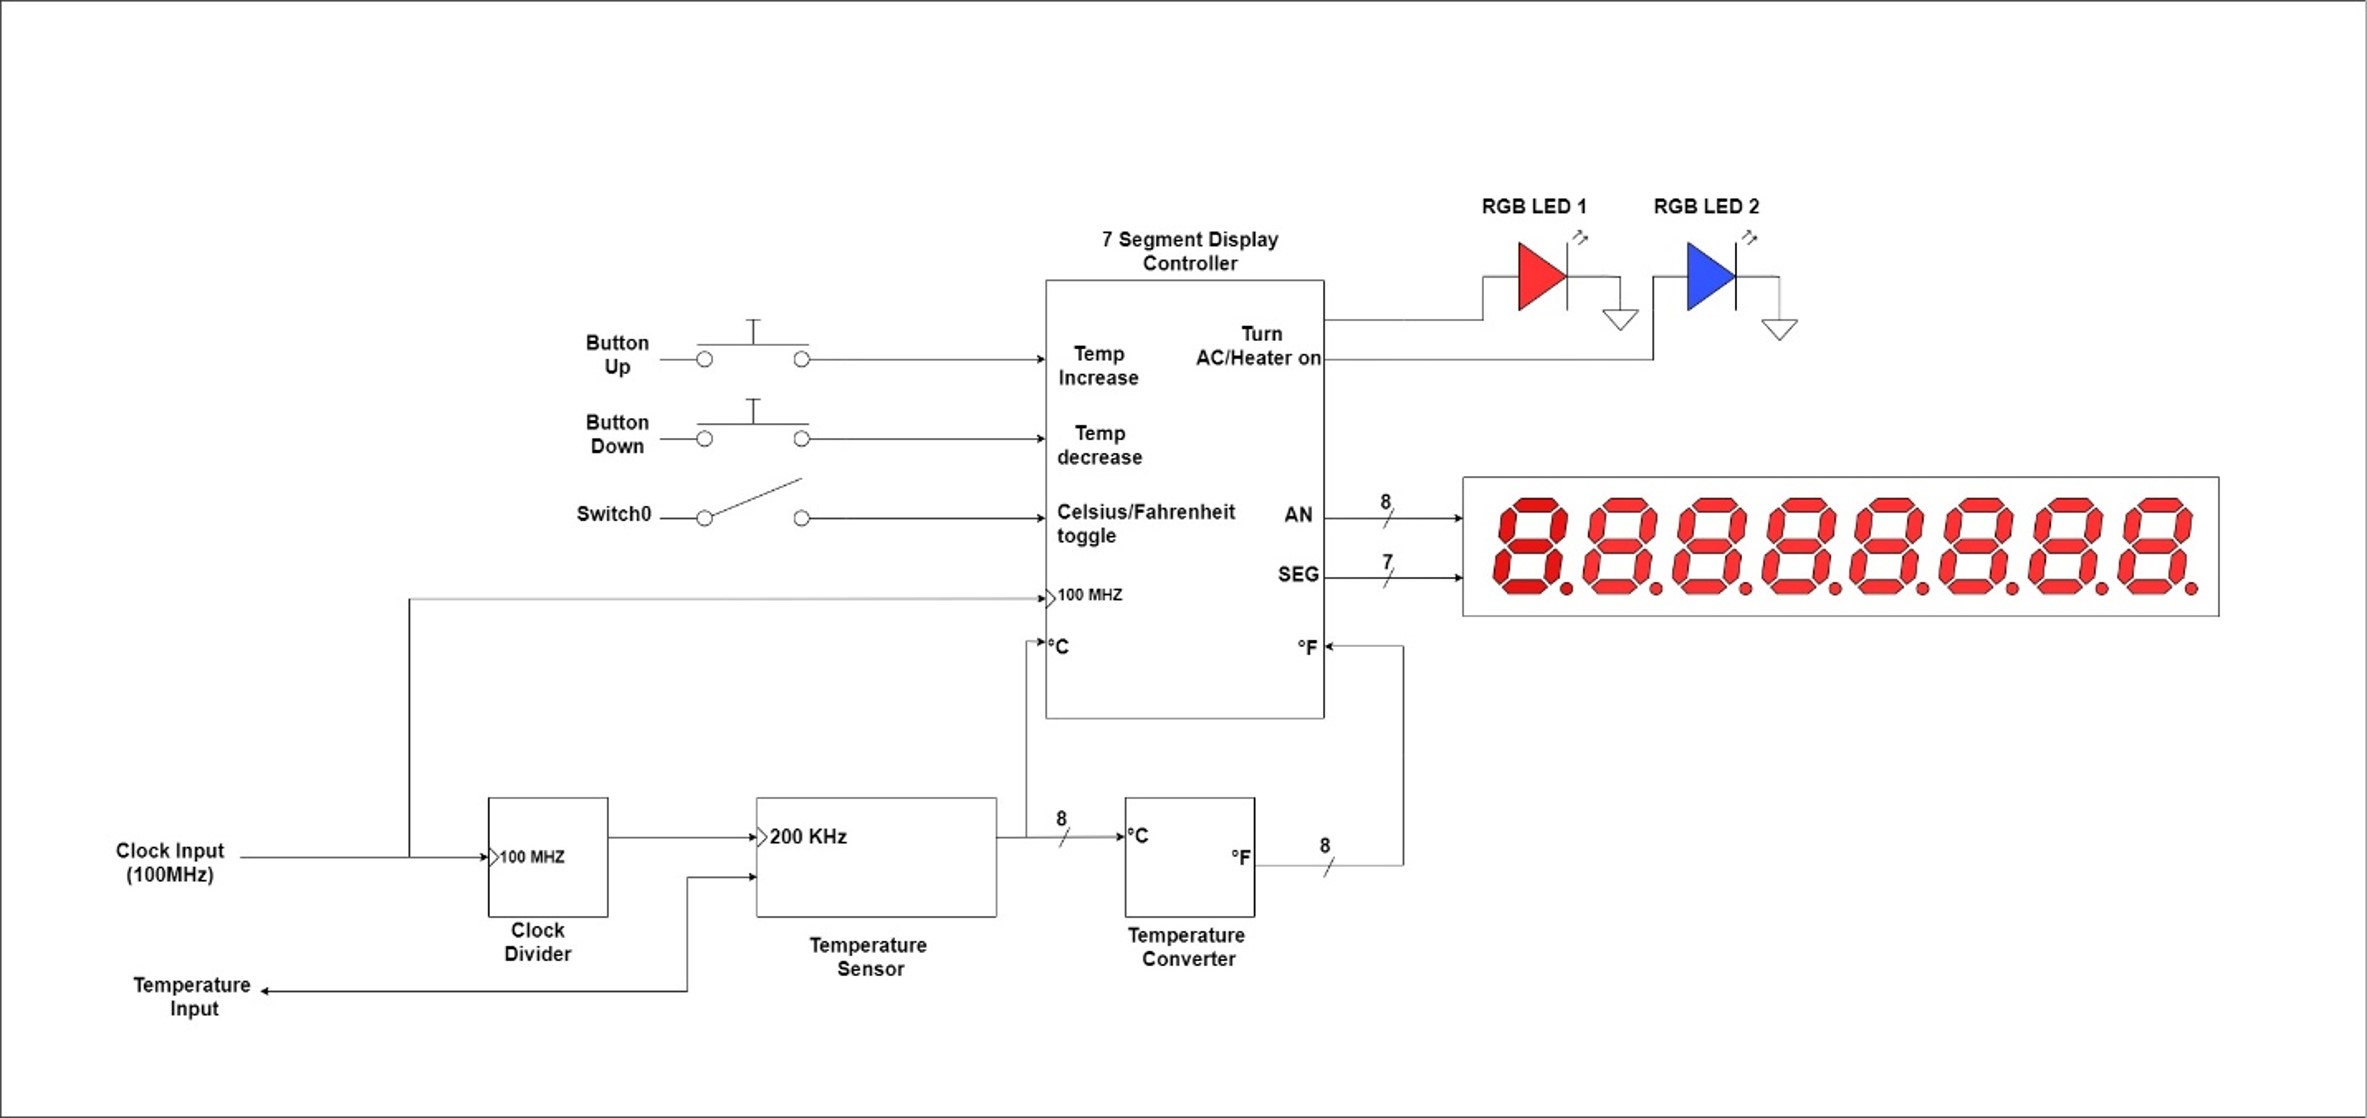 RGB LED 1
RGB LED 2
7 Segment Display
Controller
Button
Up
Temp
Increase
Turn
AC/Heater on
Button
Down
Temp
decrease
Switch0
Celsius/Fahrenheit
toggle
AN
8
SEG
7
100 MHZ
°C
°F
Clock Input
(100MHz)
100 MHZ
Clock
Divider
200 KHz
Temperature
Sensor
8
°C
°F
8
Temperature
Converter
Temperature
Input